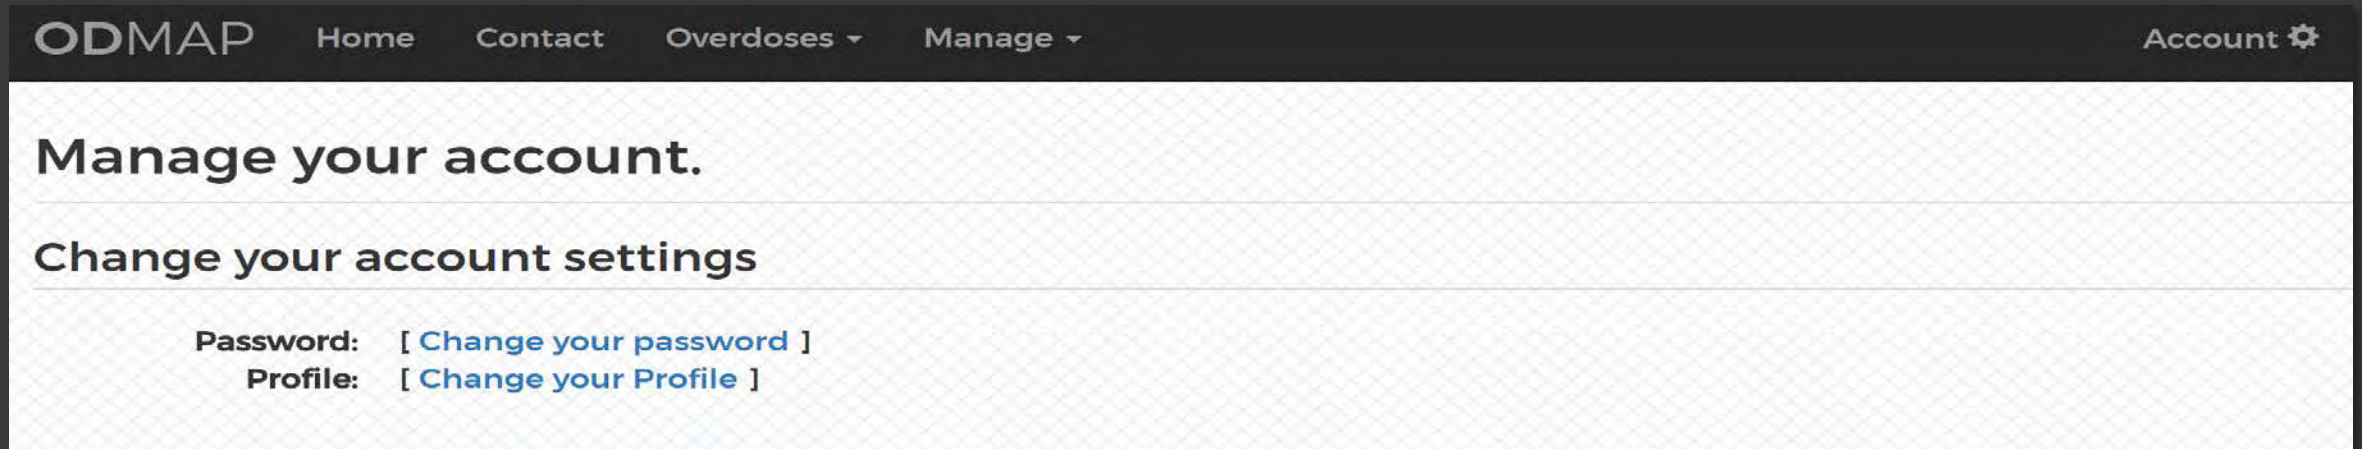 ODMAP Home Contact Overdoses Manage Account
Manage your account.
Change your account settings
Password: [ Change your password ]
Profile: [ Change your Profile ]